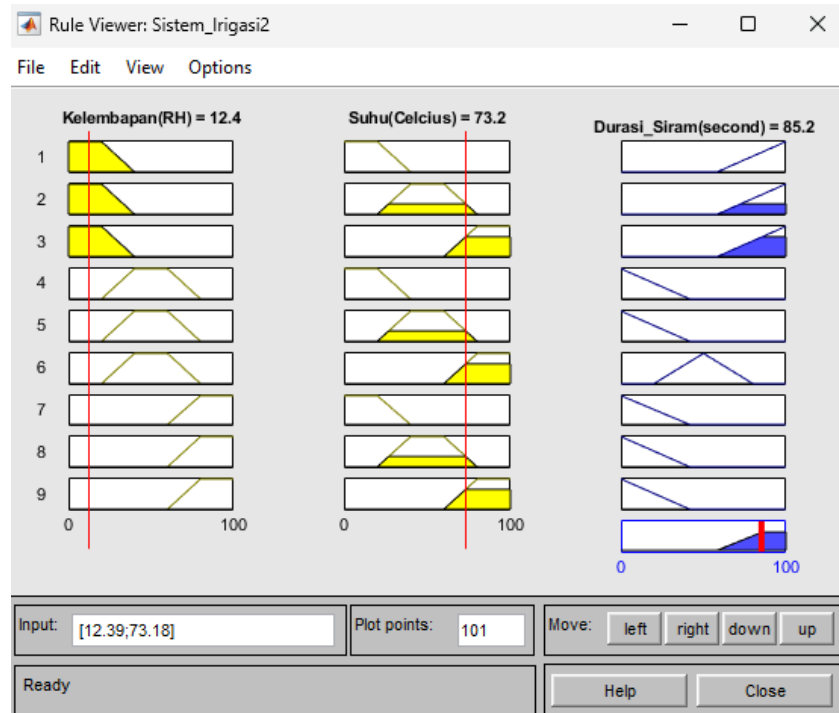 Rule Viewer: Sistem_Irigasi2
File Edit View Options
Kelembapan(RH) = 12.4
Suhu(Celcius) = 73.2
Durasi_Siram(second) = 85.2
1
2
3
4
5
6
7
8
9
0 100
0 100
0 100
Input: [12.39;73.18]
Plot points: 101
Move: left right down up
Ready
Help Close